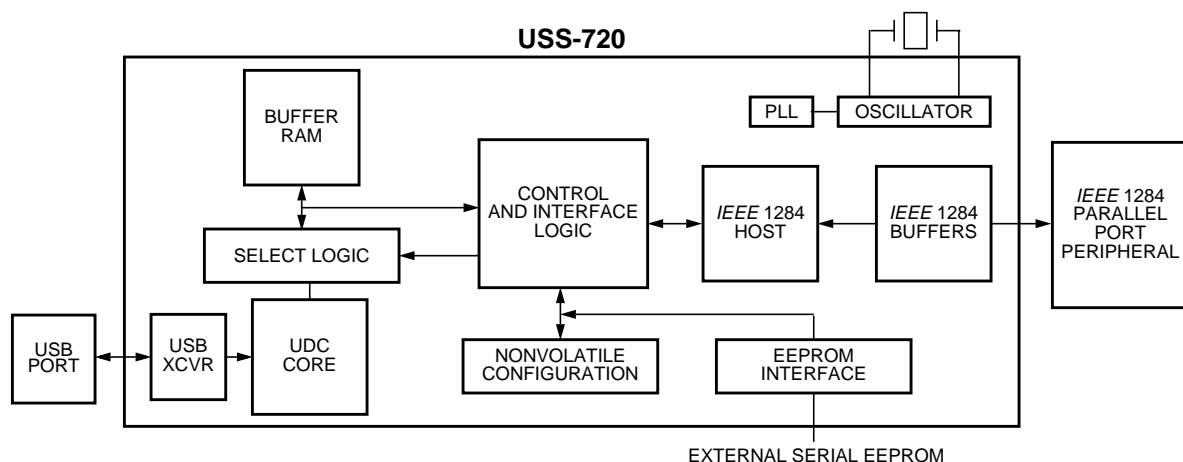 USS-720
BUFFER
RAM
PLL
OSCILLATOR
CONTROL
AND INTERFACE
LOGIC
IEEE 1284
HOST
IEEE 1284
BUFFERS
IEEE 1284
PARALLEL
PORT
PERIPHERAL
SELECT LOGIC
USB
PORT
USB
XCVR
UDC
CORE
NONVOLATILE
CONFIGURATION
EEPROM
INTERFACE
EXTERNAL SERIAL EEPROM